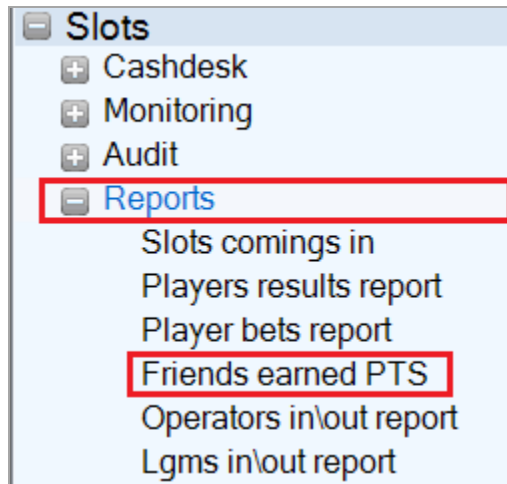 Slots
Cashdesk
Monitoring
Audit
Reports
Slots comings in
Players results report
Player bets report
Friends earned PTS
Operators in\out report
Lgms in\out report